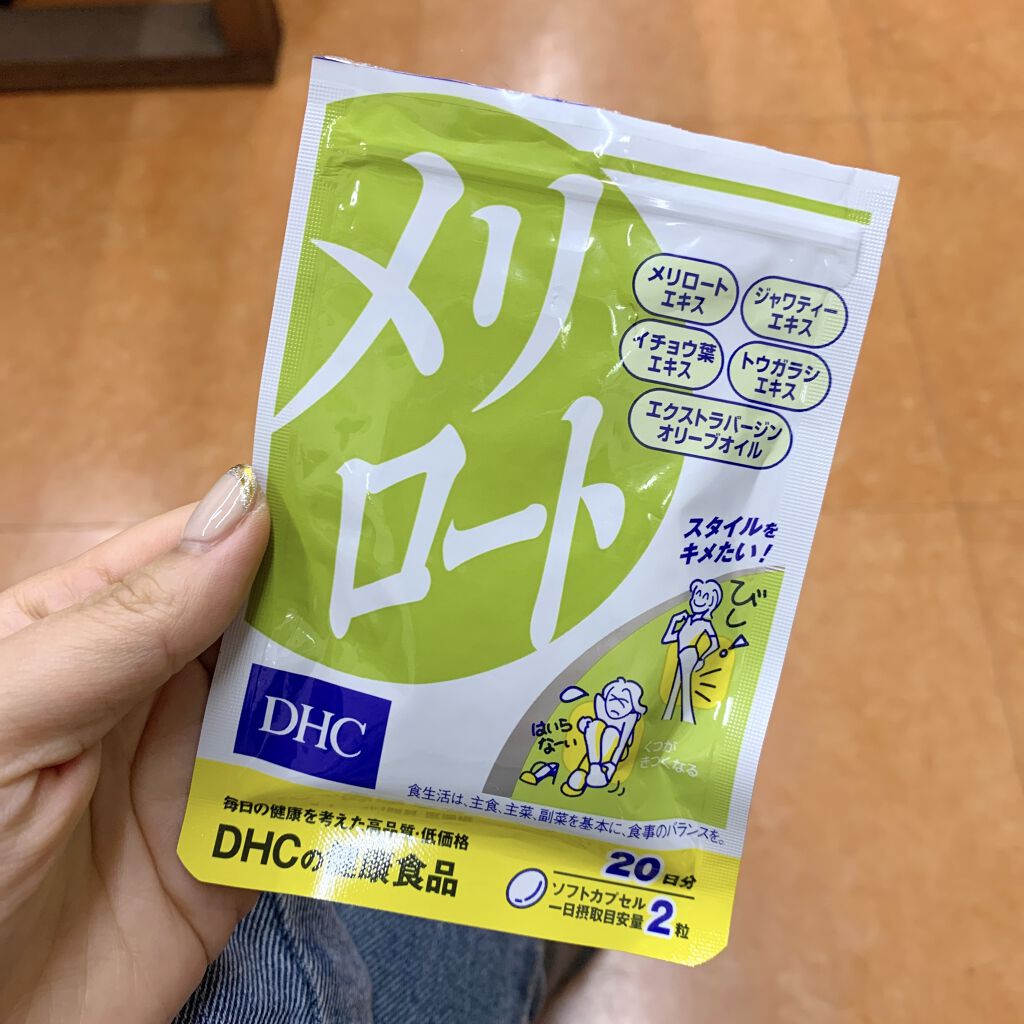 メリ
ロート
メリロート
エキス
ジャワティー
エキス
イチョウ葉
エキス
トウガラシ
エキス
エクストラバージン
オリーブオイル
スタイルを
キメたい!
びしっ
はいら
なーい
くつが
きつくなる
DHC
食生活は、主食、主菜、副菜を基本に、食事のバランスを。
毎日の健康を考えた高品質・低価格
DHCの健康食品
20日分
ソフトカプセル
一日摂取目安量2粒